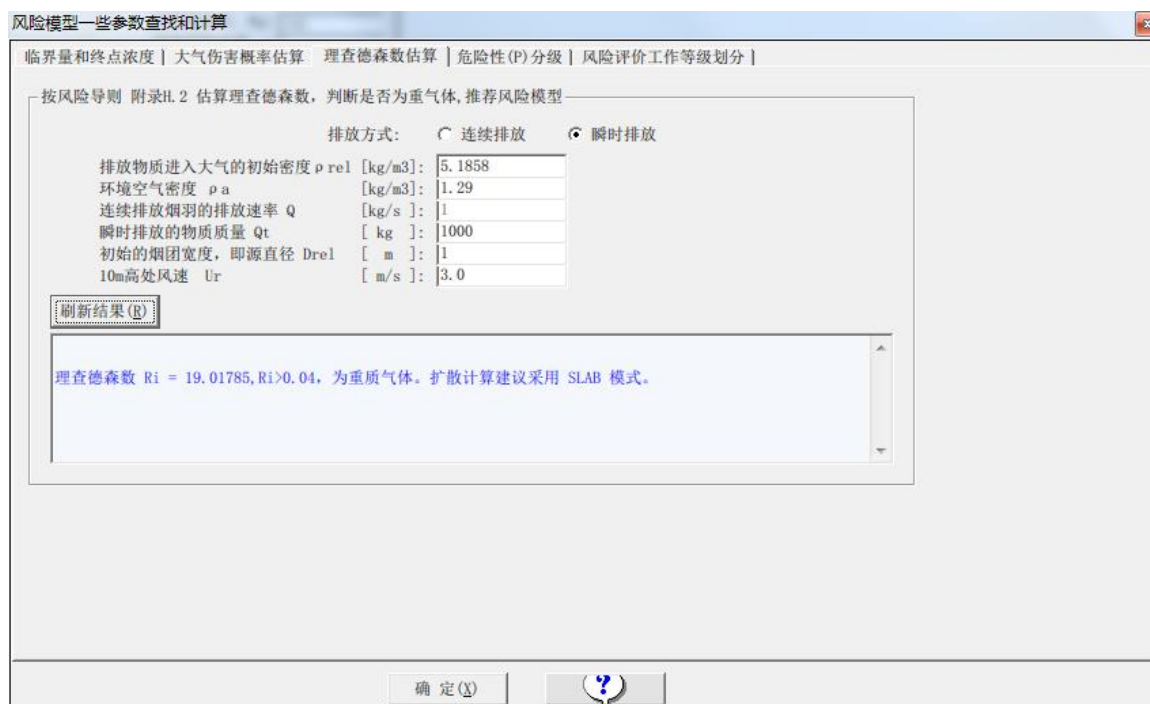 风险模型一些参数查找和计算
临界量和终点浓度 | 大气伤害概率估算 理查德森数估算 | 危险性(P)分级 | 风险评价工作等级划分 |
按风险导则 附录H.2 估算理查德森数，判断是否为重气体,推荐风险模型
排放方式: 连续排放 瞬时排放
排放物质进入大气的初始密度ρrel [kg/m3]: 5.1858
环境空气密度 ρa [kg/m3]: 1.29
连续排放烟羽的排放速率 Q [kg/s ]: 1
瞬时排放的物质质量 Qt [ kg ]: 1000
初始的烟团宽度，即源直径 Drel [ m ]: 1
10m高处风速 Ur [ m/s ]: 3.0
刷新结果(R)
理查德森数 Ri = 19.01785,Ri>0.04，为重质气体。扩散计算建议采用 SLAB 模式。
确 定(X)
?